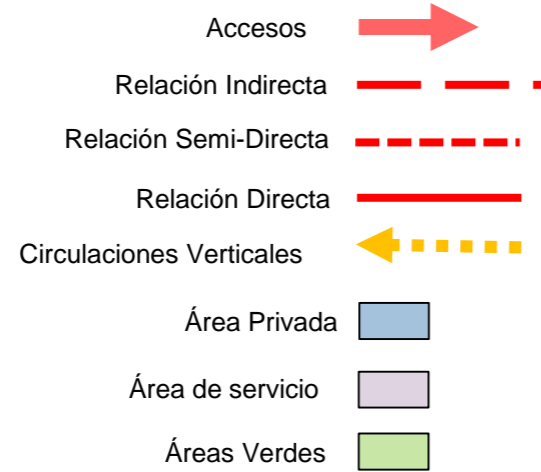 Accesos
Relación Indirecta
Relación Semi-Directa
Relación Directa
Circulaciones Verticales
Área Privada
Área de servicio
Áreas Verdes